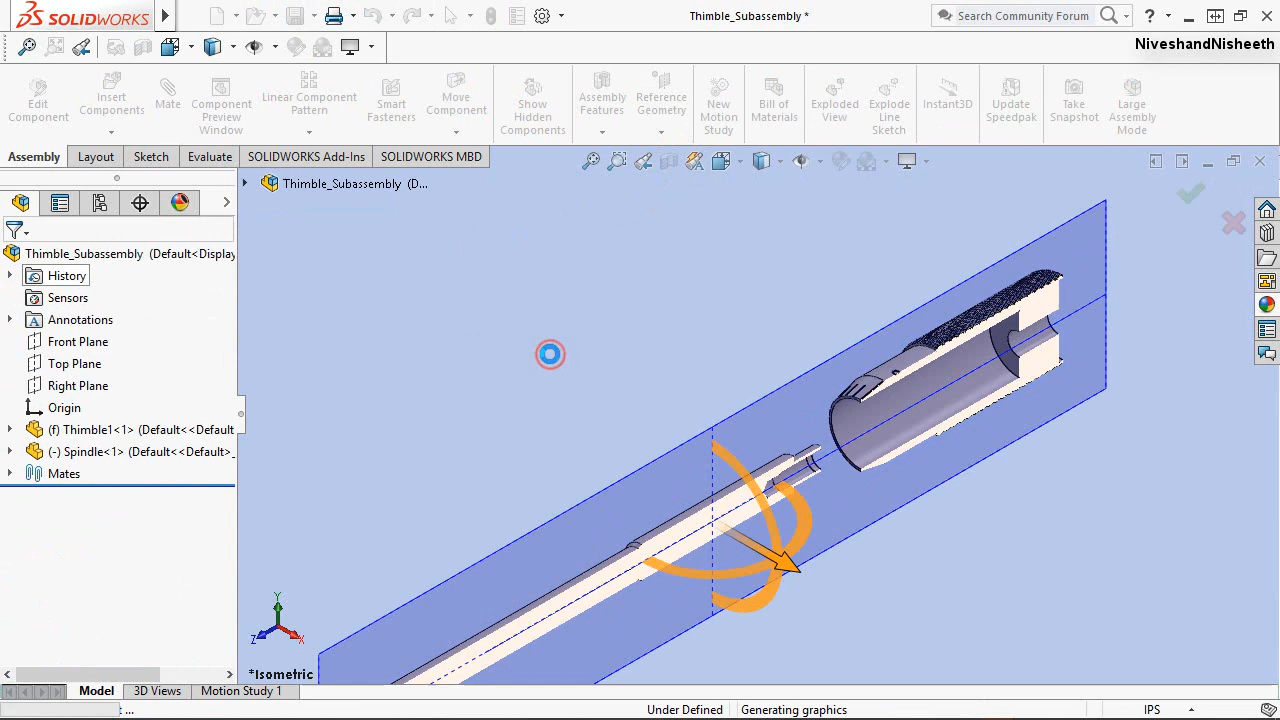 SOLIDWORKS
Thimble_Subassembly *
Search Community Forum
NiveshandNisheeth
Edit Component
Insert Components
Mate
Component Preview Window
Linear Component Pattern
Smart Fasteners
Move Component
Show Hidden Components
Assembly Features
Reference Geometry
New Motion Study
Bill of Materials
Exploded View
Explode Line Sketch
Instant3D
Update Speedpak
Take Snapshot
Large Assembly Mode
Assembly
Layout
Sketch
Evaluate
SOLIDWORKS Add-Ins
SOLIDWORKS MBD
Thimble_Subassembly (D...
Thimble_Subassembly (Default<Display
History
Sensors
Annotations
Front Plane
Top Plane
Right Plane
Origin
(f) Thimble1<1> (Default<<Default
(-) Spindle<1> (Default<<Default>_
Mates
Y
Z
X
*Isometric
Model
3D Views
Motion Study 1
Under Defined
Generating graphics
IPS